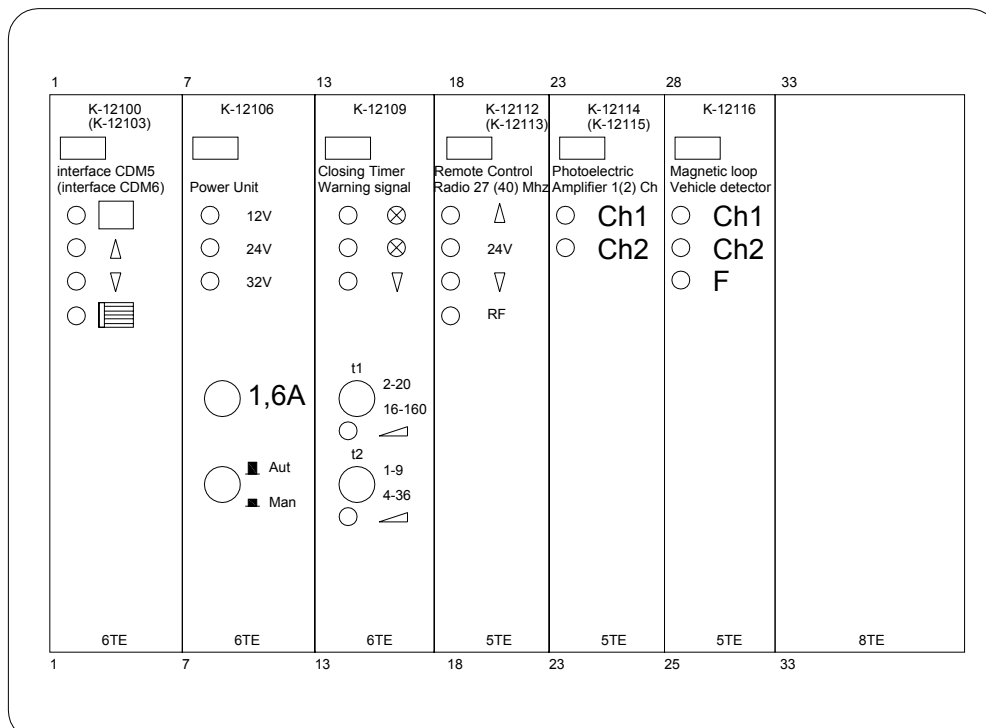 1 7 13 18 23 28 33
K-12100
(K-12103)
interface CDM5
(interface CDM6)
6TE
K-12106
Power Unit
12V
24V
32V
1,6A
Aut
Man
6TE
K-12109
Closing Timer
Warning signal
t1
2-20
16-160
t2
1-9
4-36
6TE
K-12112
(K-12113)
Remote Control
Radio 27 (40) Mhz
24V
RF
5TE
K-12114
(K-12115)
Photoelectric
Amplifier 1(2) Ch
Ch1
Ch2
5TE
K-12116
Magnetic loop
Vehicle detector
Ch1
Ch2
F
5TE
8TE
1 7 13 18 23 25 33